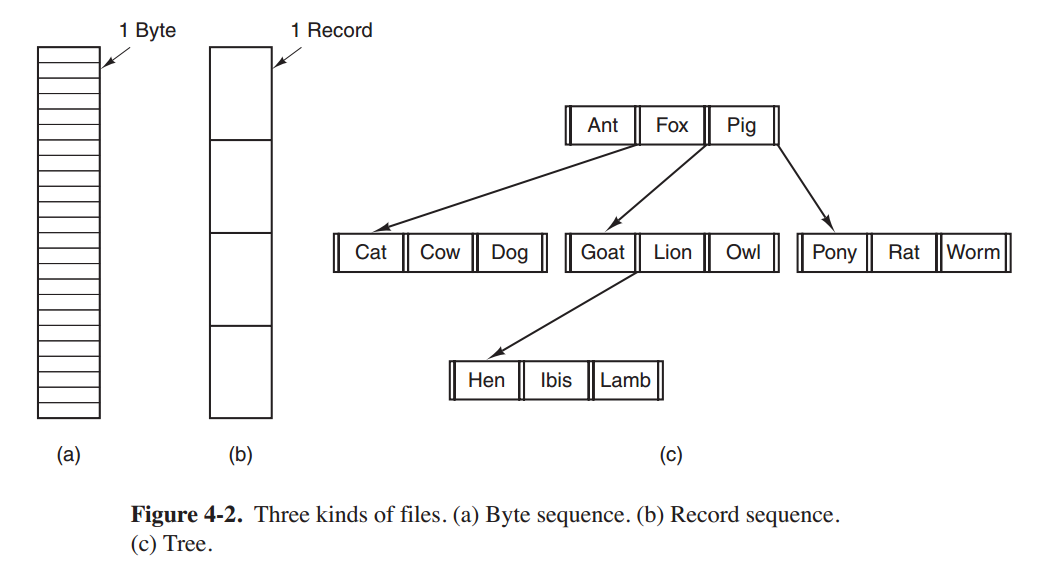 1 Byte
1 Record
Ant Fox Pig
Cat Cow Dog
Goat Lion Owl
Pony Rat Worm
Hen Ibis Lamb
(a)
(b)
(c)
Figure 4-2. Three kinds of files. (a) Byte sequence. (b) Record sequence.
(c) Tree.